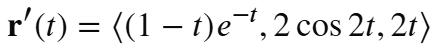 r′(t) = ⟨(1 − t)e⁻ᵗ, 2 cos 2t, 2t⟩